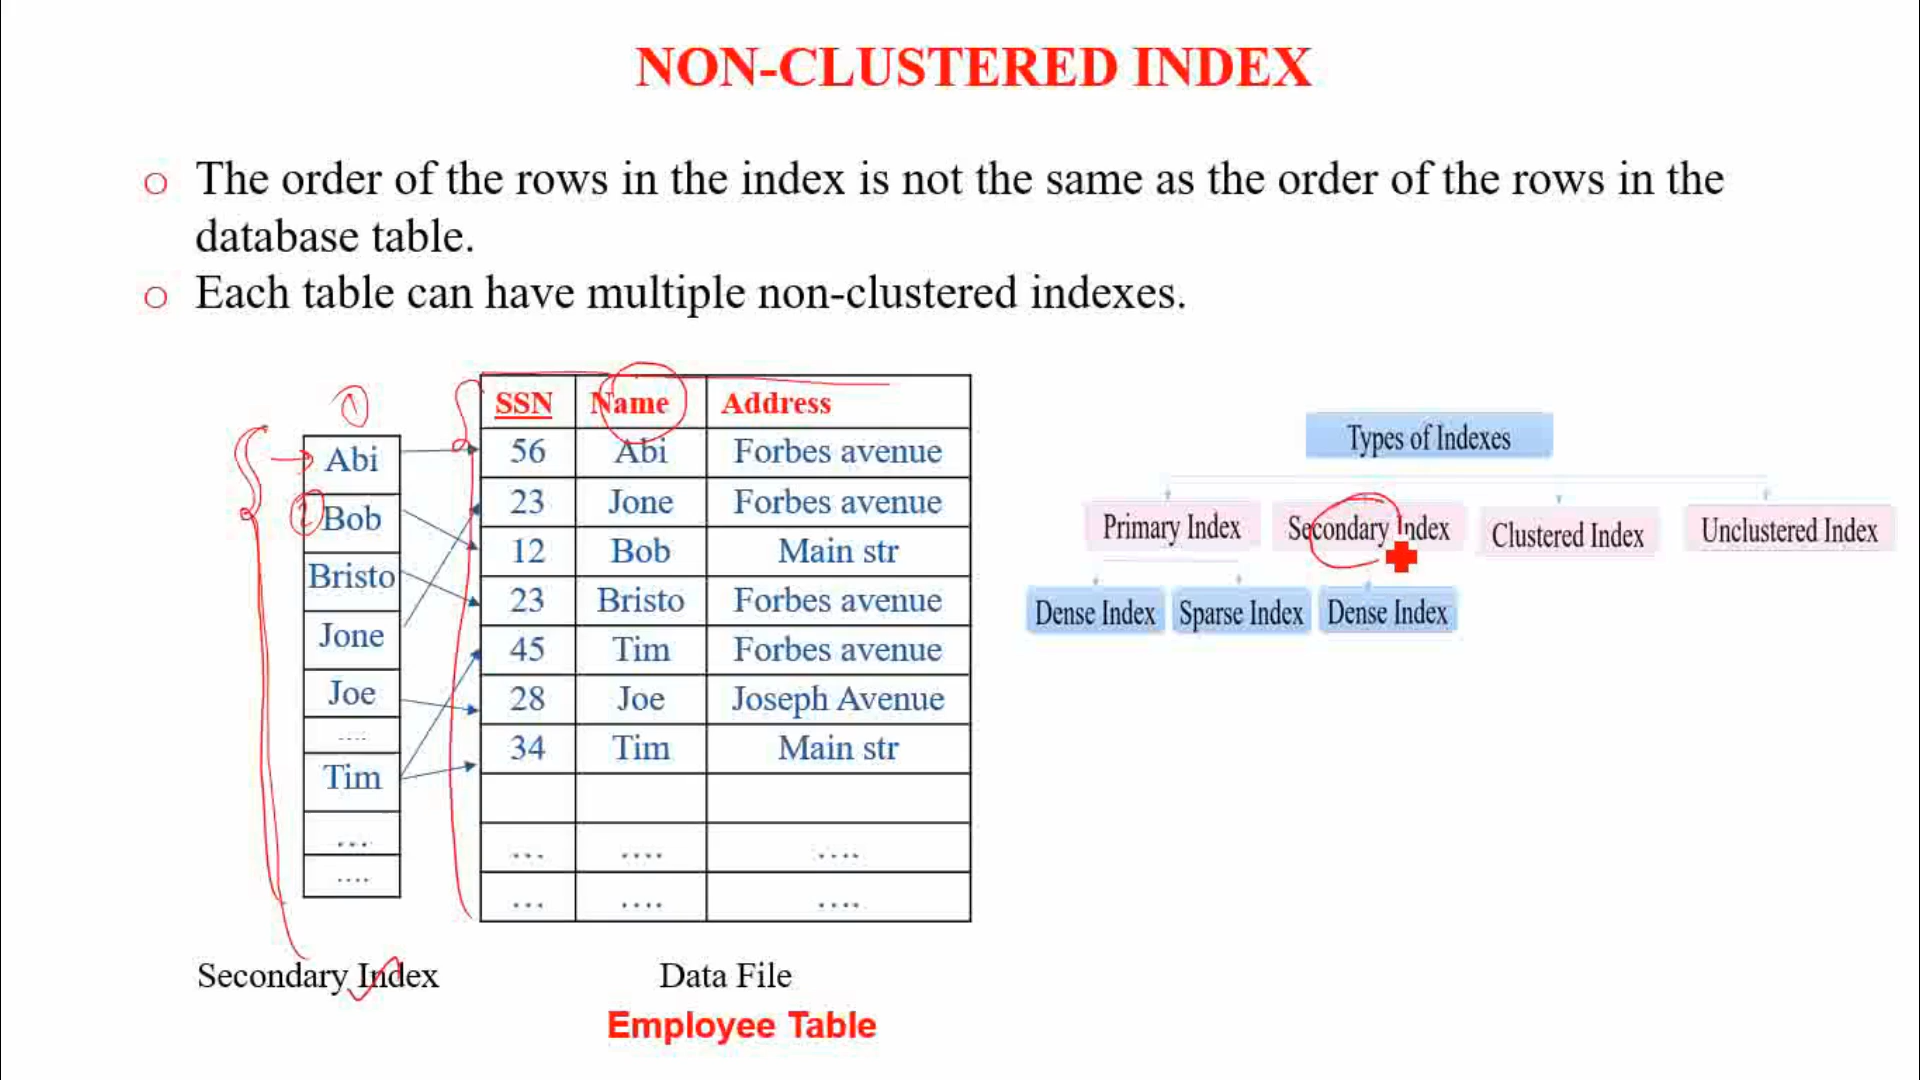 NON-CLUSTERED INDEX
o The order of the rows in the index is not the same as the order of the rows in the
database table.
o Each table can have multiple non-clustered indexes.
1
Abi
2 Bob
Bristo
Jone
Joe
....
Tim
...
....
Secondary Index
SSN Name Address
56 Abi Forbes avenue
23 Jone Forbes avenue
12 Bob Main str
23 Bristo Forbes avenue
45 Tim Forbes avenue
28 Joe Joseph Avenue
34 Tim Main str
... .... ....
... .... ....
Data File
Employee Table
Types of Indexes
Primary Index Secondary Index Clustered Index Unclustered Index
Dense Index Sparse Index Dense Index